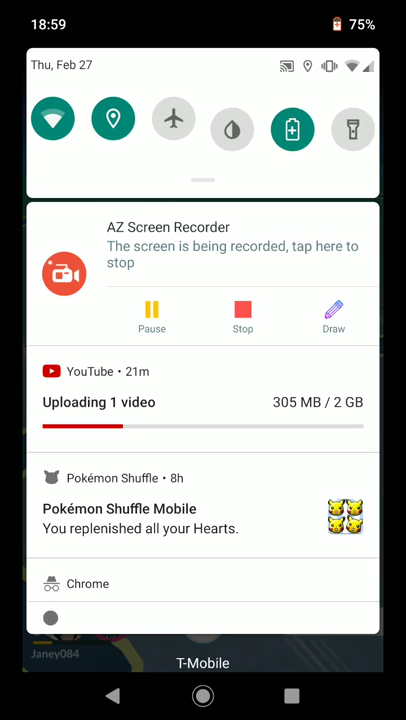 18:59
75%
Thu, Feb 27
AZ Screen Recorder
The screen is being recorded, tap here to
stop
Pause
Stop
Draw
YouTube • 21m
Uploading 1 video
305 MB / 2 GB
Pokémon Shuffle • 8h
Pokémon Shuffle Mobile
You replenished all your Hearts.
Chrome
Janey084
T-Mobile